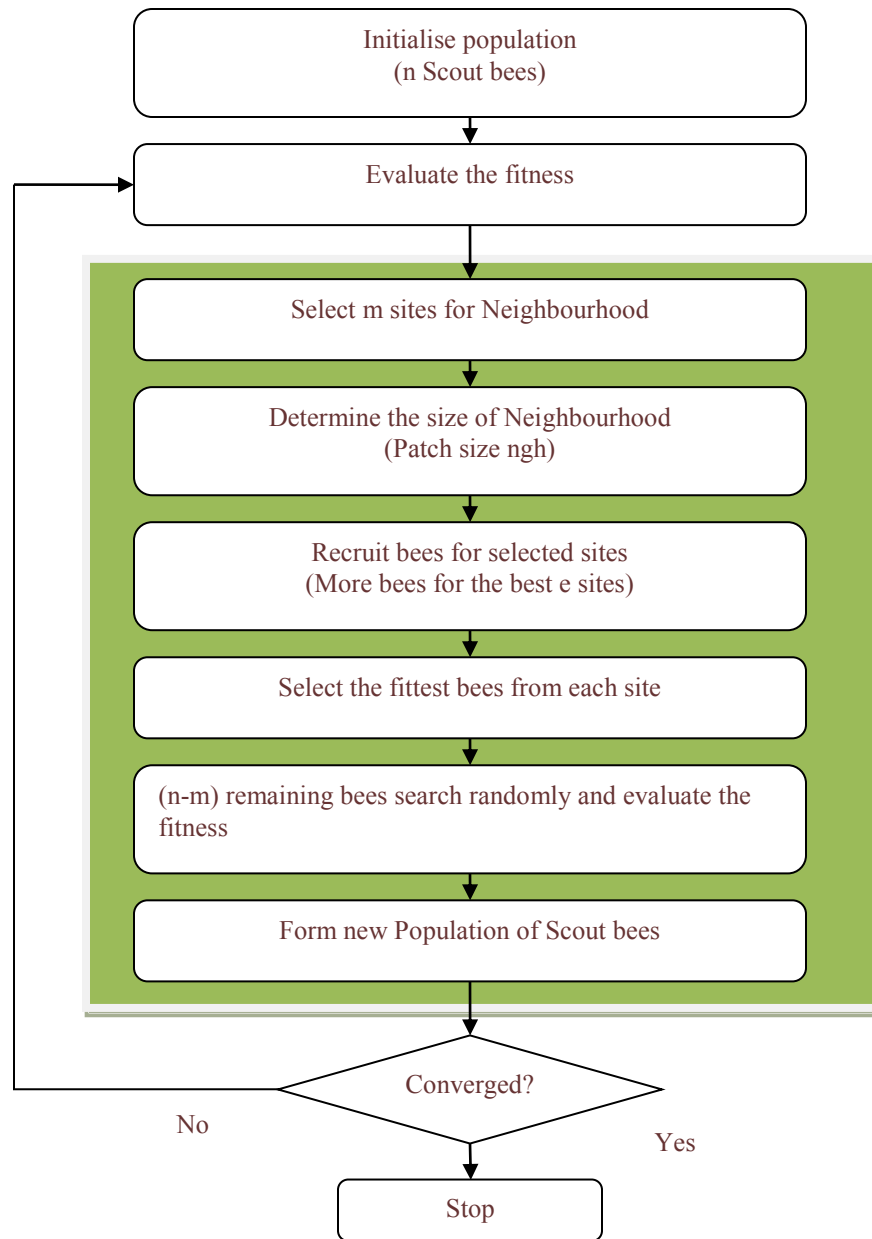 Initialise population
(n Scout bees)
Evaluate the fitness
Select m sites for Neighbourhood
Determine the size of Neighbourhood
(Patch size ngh)
Recruit bees for selected sites
(More bees for the best e sites)
Select the fittest bees from each site
(n-m) remaining bees search randomly and evaluate the
fitness
Form new Population of Scout bees
Converged?
No
Yes
Stop